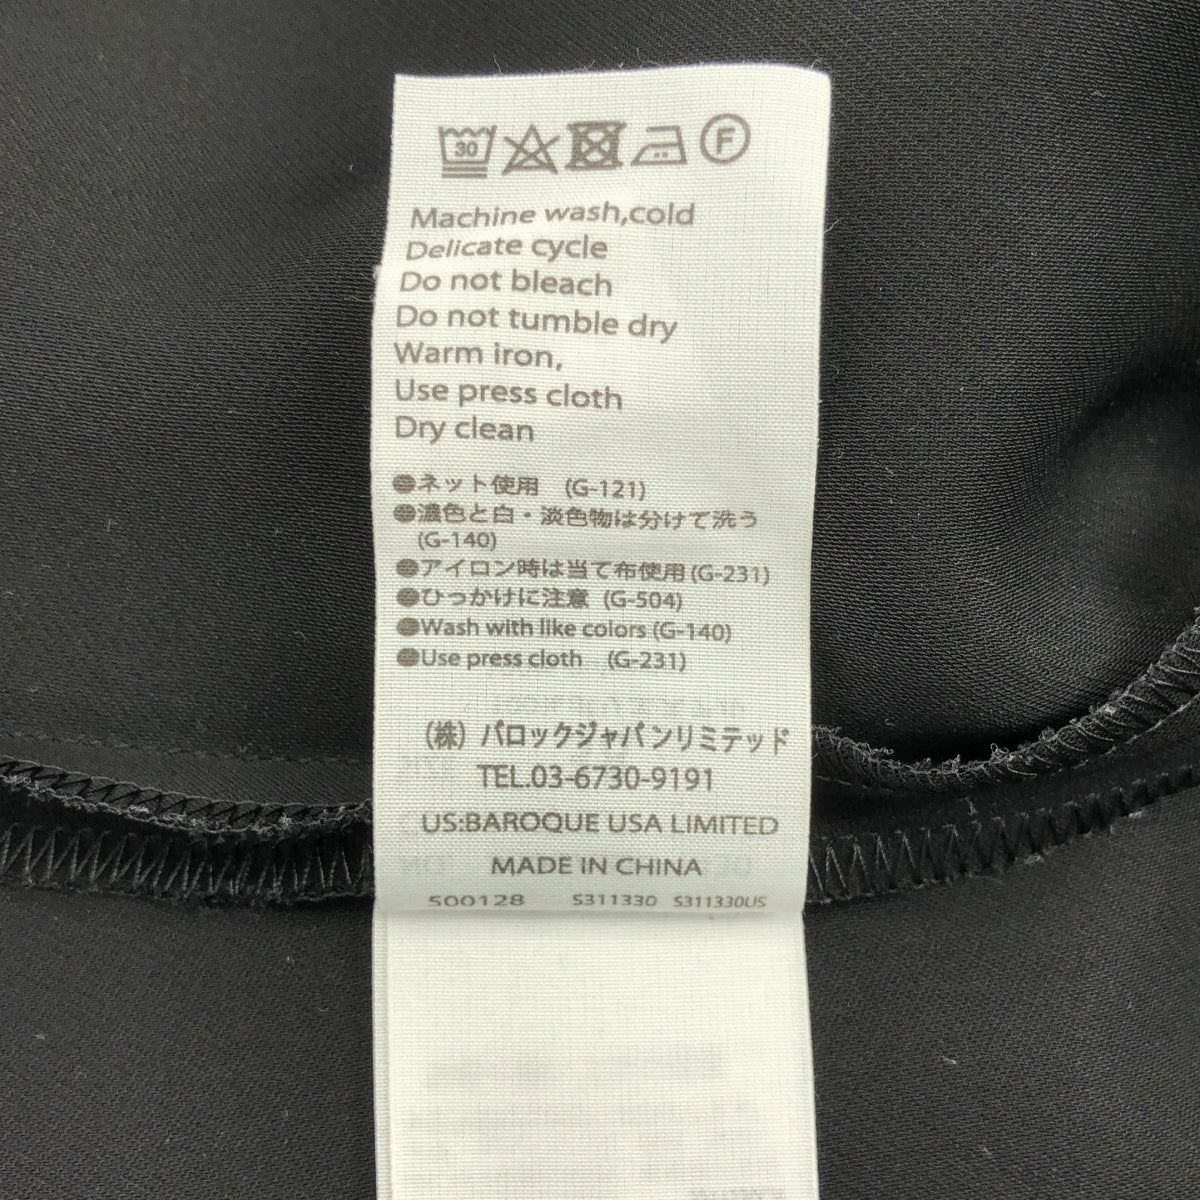 30 F
Machine wash,cold
Delicate cycle
Do not bleach
Do not tumble dry
Warm iron,
Use press cloth
Dry clean
●ネット使用 (G-121)
●濃色と白・淡色物は分けて洗う
(G-140)
●アイロン時は当て布使用(G-231)
●ひっかけに注意 (G-504)
●Wash with like colors (G-140)
●Use press cloth (G-231)
(株) バロックジャパンリミテッド
TEL.03-6730-9191
US:BAROQUE USA LIMITED
MADE IN CHINA
500128 S311330 S311330US